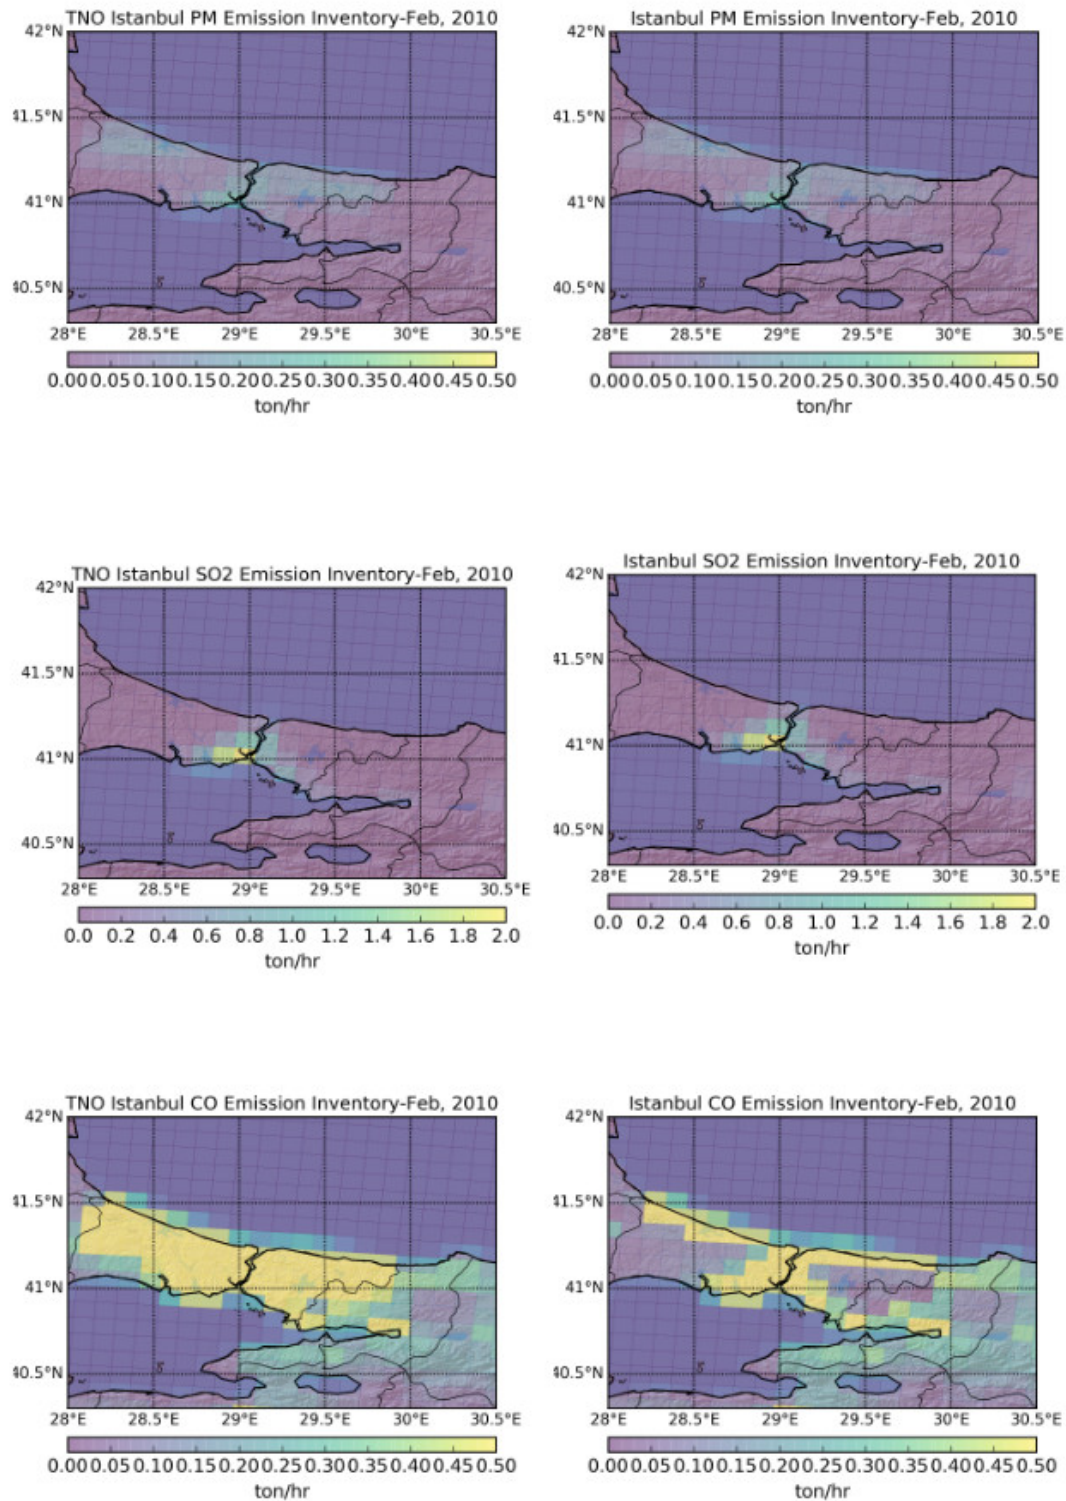 TNO Istanbul PM Emission Inventory-Feb, 2010
42°N
41.5°N
41°N
40.5°N
28°E 28.5°E 29°E 29.5°E 30°E 30.5°E
0.00 0.05 0.10 0.10 0.20 0.25 0.30 0.35 0.40 0.45 0.50
ton/hr
Istanbul PM Emission Inventory-Feb, 2010
42°N
41.5°N
41°N
40.5°N
28°E 28.5°E 29°E 29.5°E 30°E 30.5°E
0.00 0.05 0.10 0.15 0.20 0.25 0.30 0.35 0.40 0.45 0.50
ton/hr
TNO Istanbul SO2 Emission Inventory-Feb, 2010
42°N
41.5°N
41°N
40.5°N
28°E 28.5°E 29°E 29.5°E 30°E 30.5°E
0.0 0.2 0.4 0.6 0.8 1.0 1.2 1.4 1.6 1.8 2.0
ton/hr
Istanbul SO2 Emission Inventory-Feb, 2010
42°N
41.5°N
41°N
40.5°N
28°E 28.5°E 29°E 29.5°E 30°E 30.5°E
0.0 0.2 0.4 0.6 0.8 1.0 1.2 1.4 1.6 1.8 2.0
ton/hr
TNO Istanbul CO Emission Inventory-Feb, 2010
42°N
41.5°N
41°N
40.5°N
28°E 28.5°E 29°E 29.5°E 30°E 30.5°E
0.00 0.05 0.10 0.15 0.20 0.25 0.30 0.35 0.40 0.45 0.50
ton/hr
Istanbul CO Emission Inventory-Feb, 2010
42°N
41.5°N
41°N
40.5°N
28°E 28.5°E 29°E 29.5°E 30°E 30.5°E
0.00 0.05 0.10 0.15 0.20 0.25 0.30 0.35 0.40 0.45 0.50
ton/hr